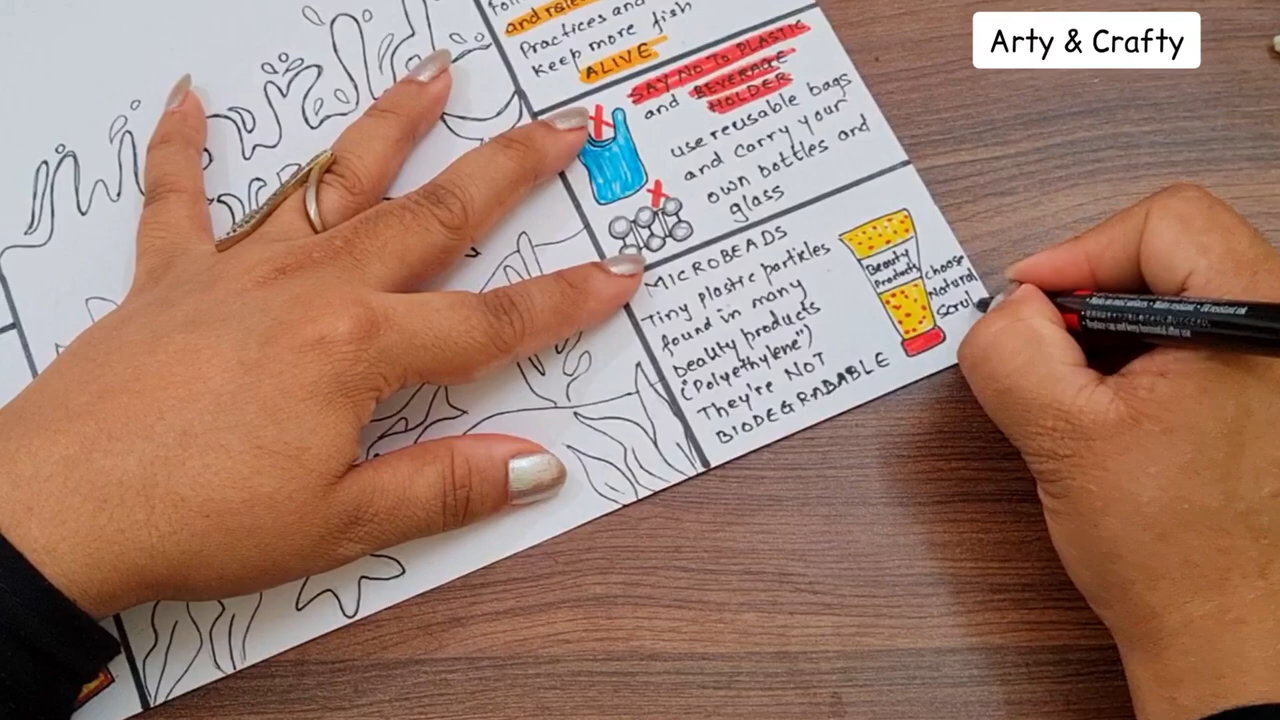 Arty & Crafty
Practices and
Keep more fish
ALIVE
SAY NO TO PLASTIC
and BEVERAGE
HOLDER
use reusable bags
and carry your
own bottles and
glass
MICROBEADS
Tiny plastic particles
found in many
beauty products
("Polyethylene")
They're NOT
BIODEGRADABLE
Beauty
Products
choose
Natural
Scru